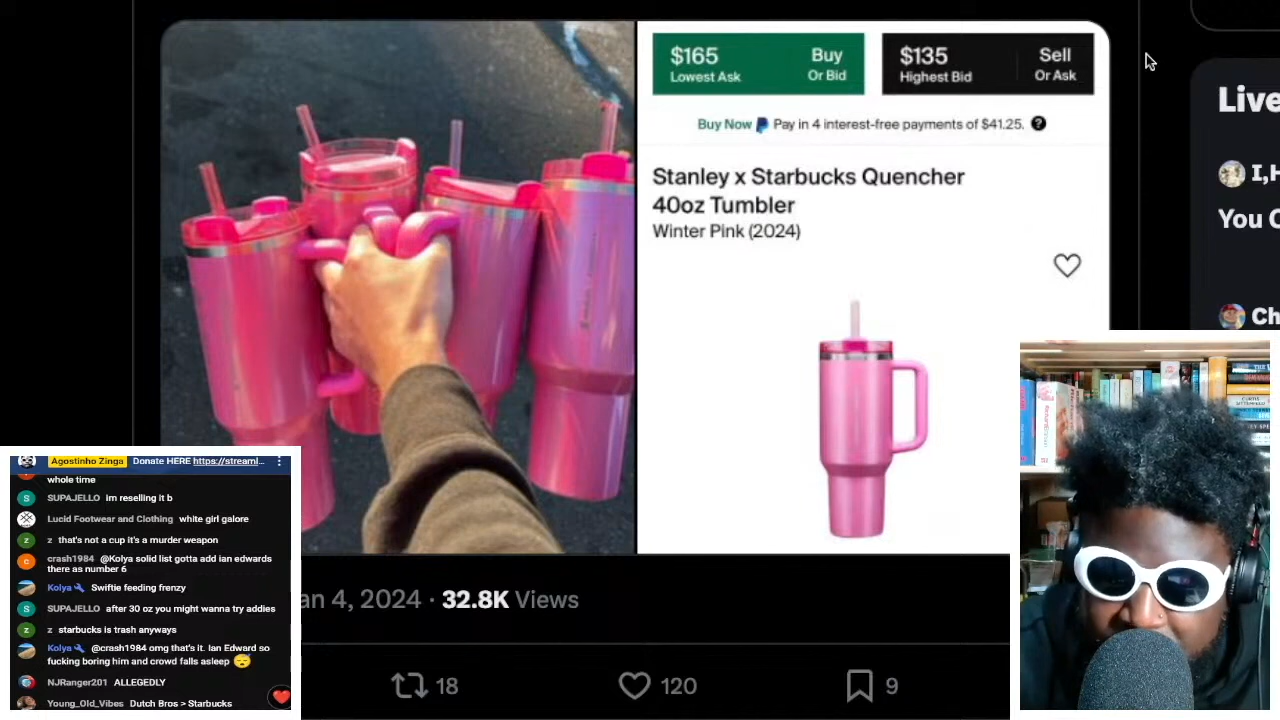 $165
Lowest Ask
Buy
Or Bid
$135
Highest Bid
Sell
Or Ask
Buy Now Pay in 4 interest-free payments of $41.25. ?
Stanley x Starbucks Quencher
40oz Tumbler
Winter Pink (2024)
an 4, 2024 · 32.8K Views
18
120
9
Live
I,H
You C
Ch
Agostinho Zinga Donate HERE https://streaml...
whole time
S SUPAJELLO im reselling it b
Lucid Footwear and Clothing white girl galore
z z that's not a cup it's a murder weapon
c crash1984 @Kolya solid list gotta add ian edwards
there as number 6
Kolya Swiftie feeding frenzy
S SUPAJELLO after 30 oz you might wanna try addies
z z starbucks is trash anyways
Kolya @crash1984 omg that's it. Ian Edward so
fucking boring him and crowd falls asleep 😴
NJRanger201 ALLEGEDLY
Young_Old_Vibes Dutch Bros > Starbucks